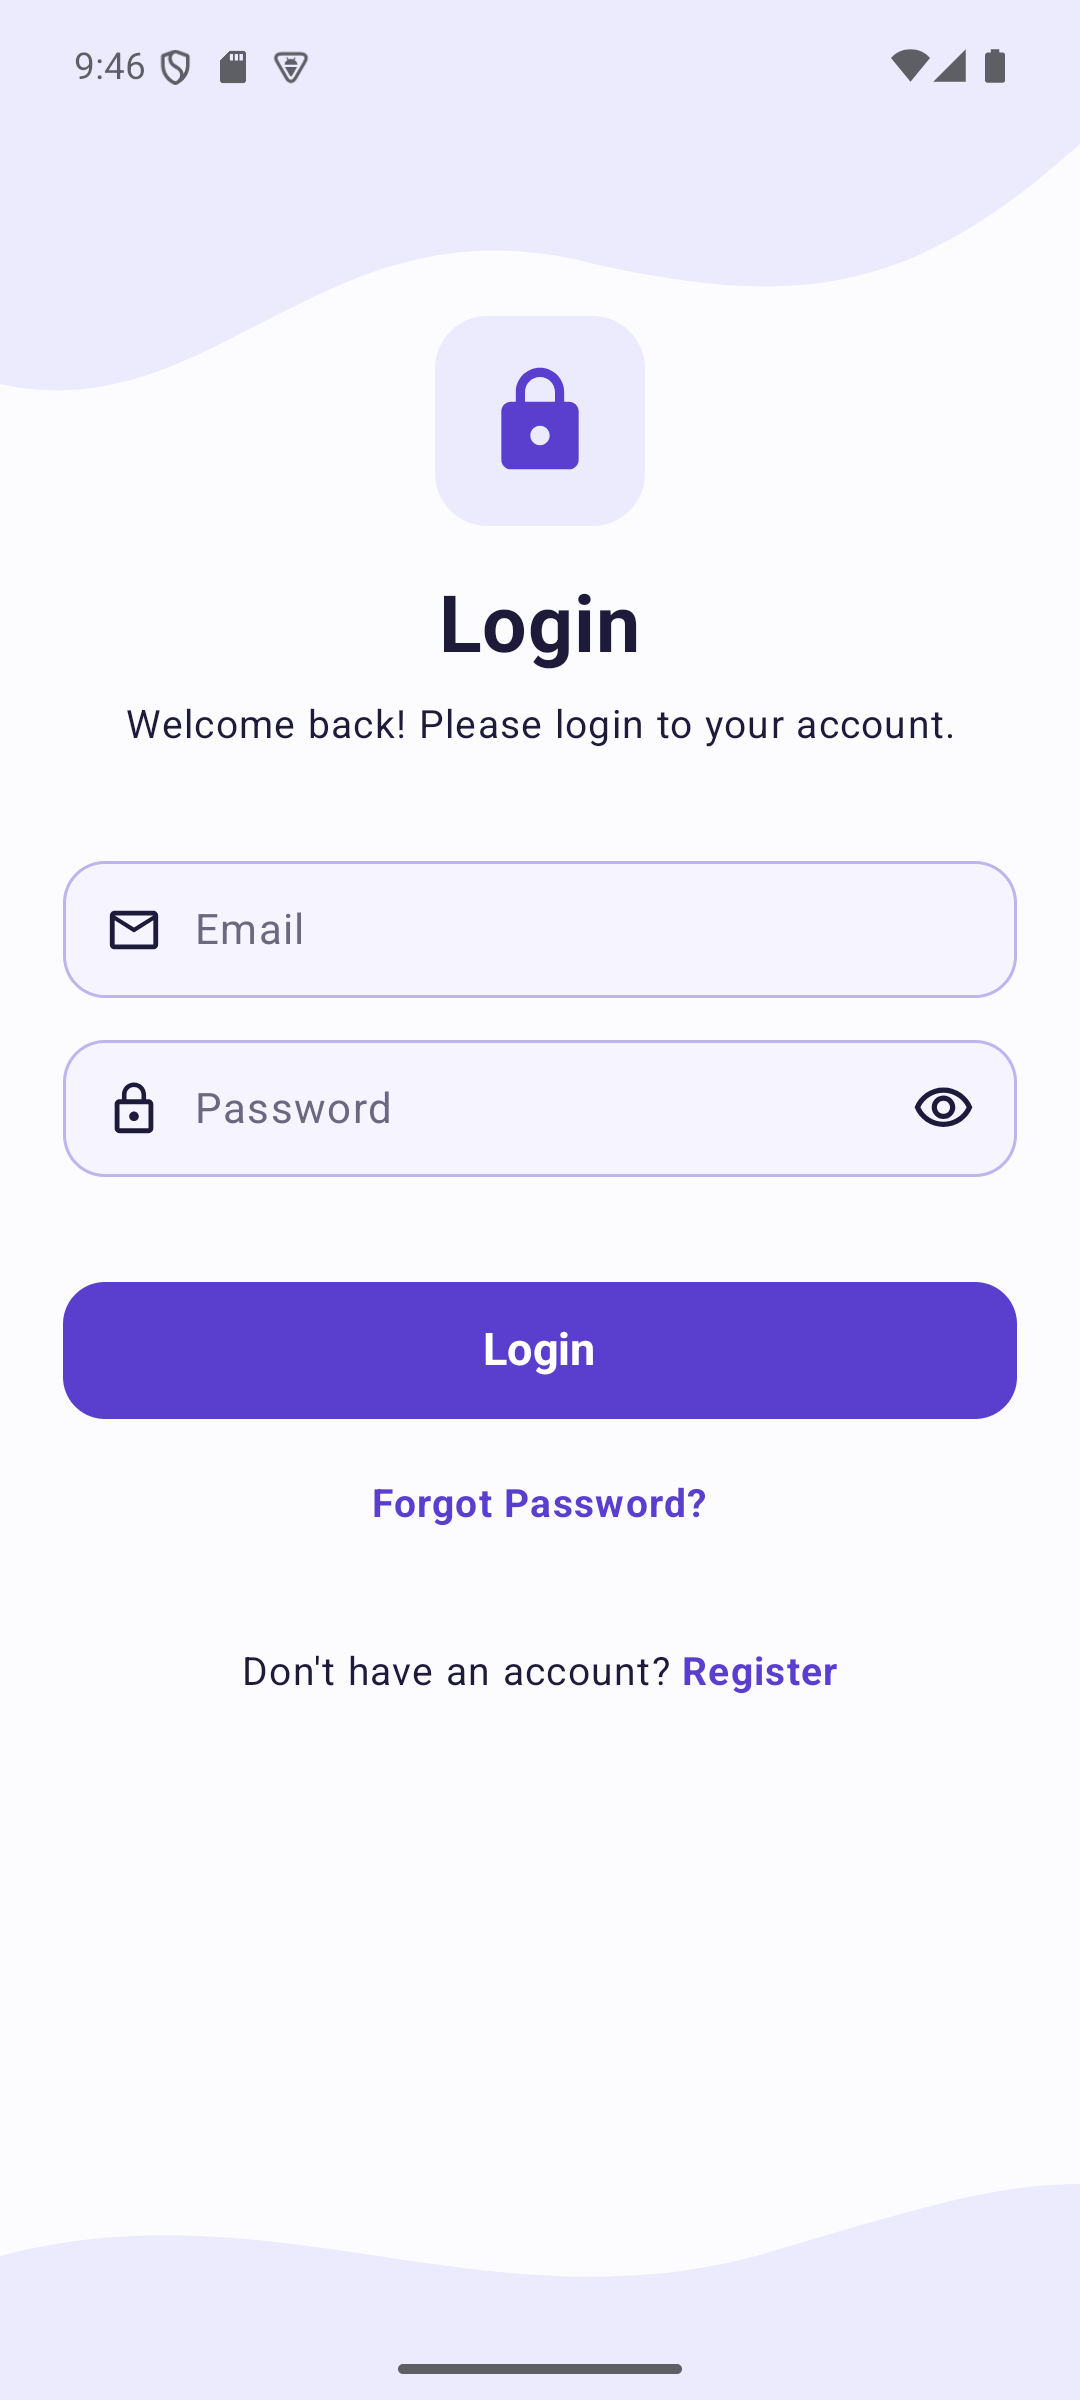 9:46
Login
Welcome back! Please login to your account.
Email
Password
Login
Forgot Password?
Don't have an account? Register